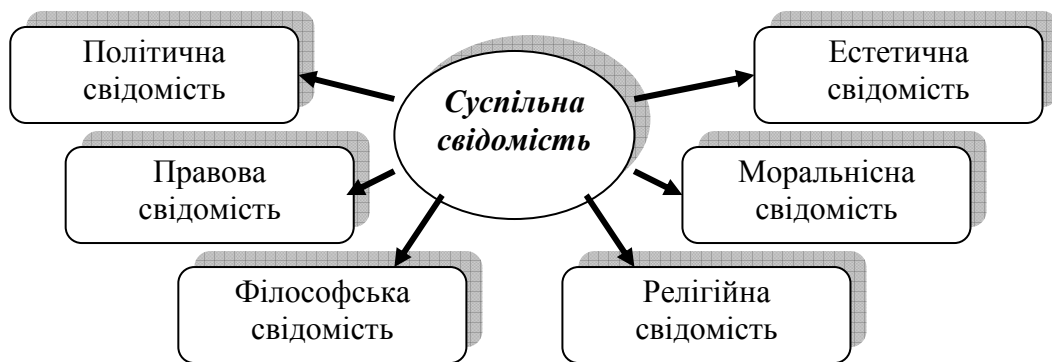 Політична
свідомість
Суспільна
свідомість
Естетична
свідомість
Правова
свідомість
Моральнісна
свідомість
Філософська
свідомість
Релігійна
свідомість